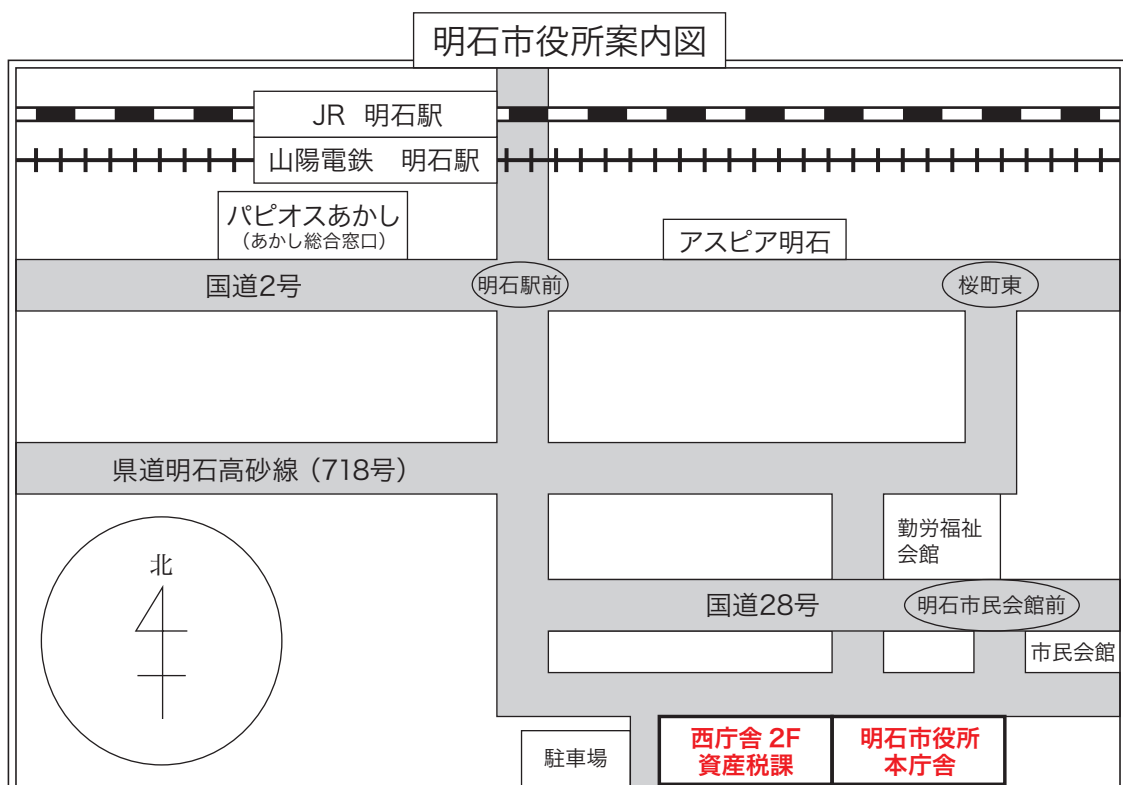 明石市役所案内図
JR 明石駅
山陽電鉄 明石駅
パピオスあかし
（あかし総合窓口）
アスピア明石
国道2号
明石駅前
桜町東
県道明石高砂線（718号）
勤労福祉
会館
北
国道28号
明石市民会館前
市民会館
駐車場
西庁舎 2F
資産税課
明石市役所
本庁舎